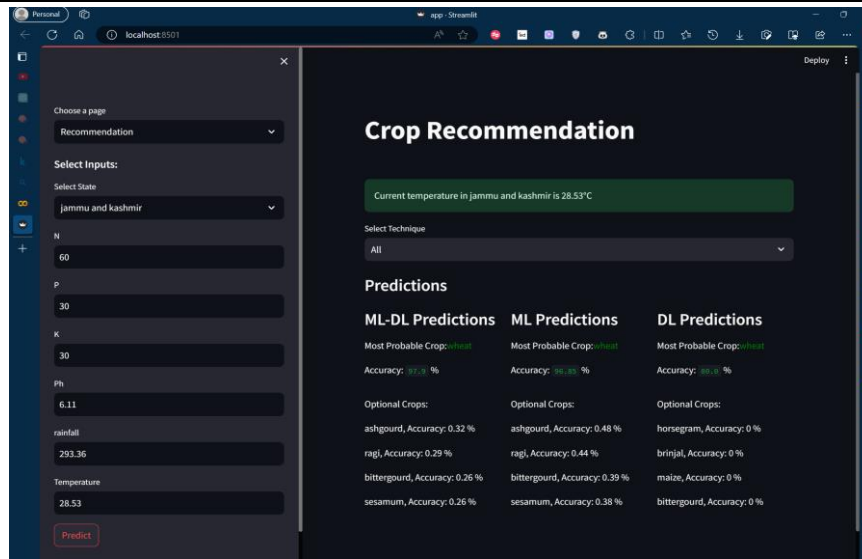 Personal
app - Streamlit
localhost:8501
Deploy
Choose a page
Recommendation
Select Inputs:
Select State
jammu and kashmir
N
60
P
30
K
30
Ph
6.11
rainfall
293.36
Temperature
28.53
Predict
Crop Recommendation
Current temperature in jammu and kashmir is 28.53°C
Select Technique
All
Predictions
ML-DL Predictions
Most Probable Crop:wheat
Accuracy: 97.9 %
Optional Crops:
ashgourd, Accuracy: 0.32 %
ragi, Accuracy: 0.29 %
bittergourd, Accuracy: 0.26 %
sesamum, Accuracy: 0.26 %
ML Predictions
Most Probable Crop:wheat
Accuracy: 96.85 %
Optional Crops:
ashgourd, Accuracy: 0.48 %
ragi, Accuracy: 0.44 %
bittergourd, Accuracy: 0.39 %
sesamum, Accuracy: 0.38 %
DL Predictions
Most Probable Crop:wheat
Accuracy: %
Optional Crops:
horsegram, Accuracy: 0 %
brinjal, Accuracy: 0 %
maize, Accuracy: 0 %
bittergourd, Accuracy: 0 %